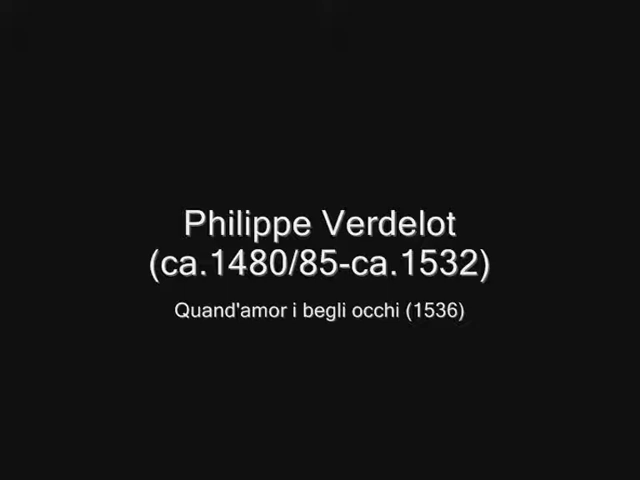 Philippe Verdelot
(ca.1480/85-ca.1532)
Quand'amor i begli occhi (1536)